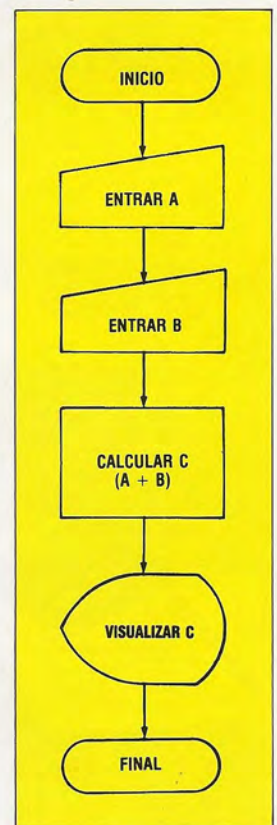 INICIO
ENTRAR A
ENTRAR B
CALCULAR C
(A + B)
VISUALIZAR C
FINAL